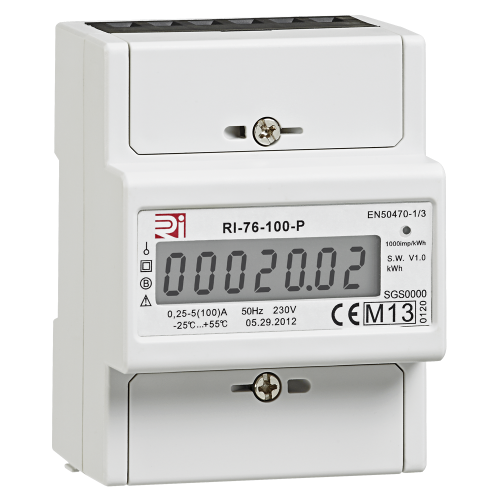 Ri RI-76-100-P EN50470-1/3
1000imp/kWh
00020.02 S.W. V1.0
kWh
B
SGS0000
0,25-5(100)A 50Hz 230V CE M13 0120
-25℃...+55℃ 05.29.2012